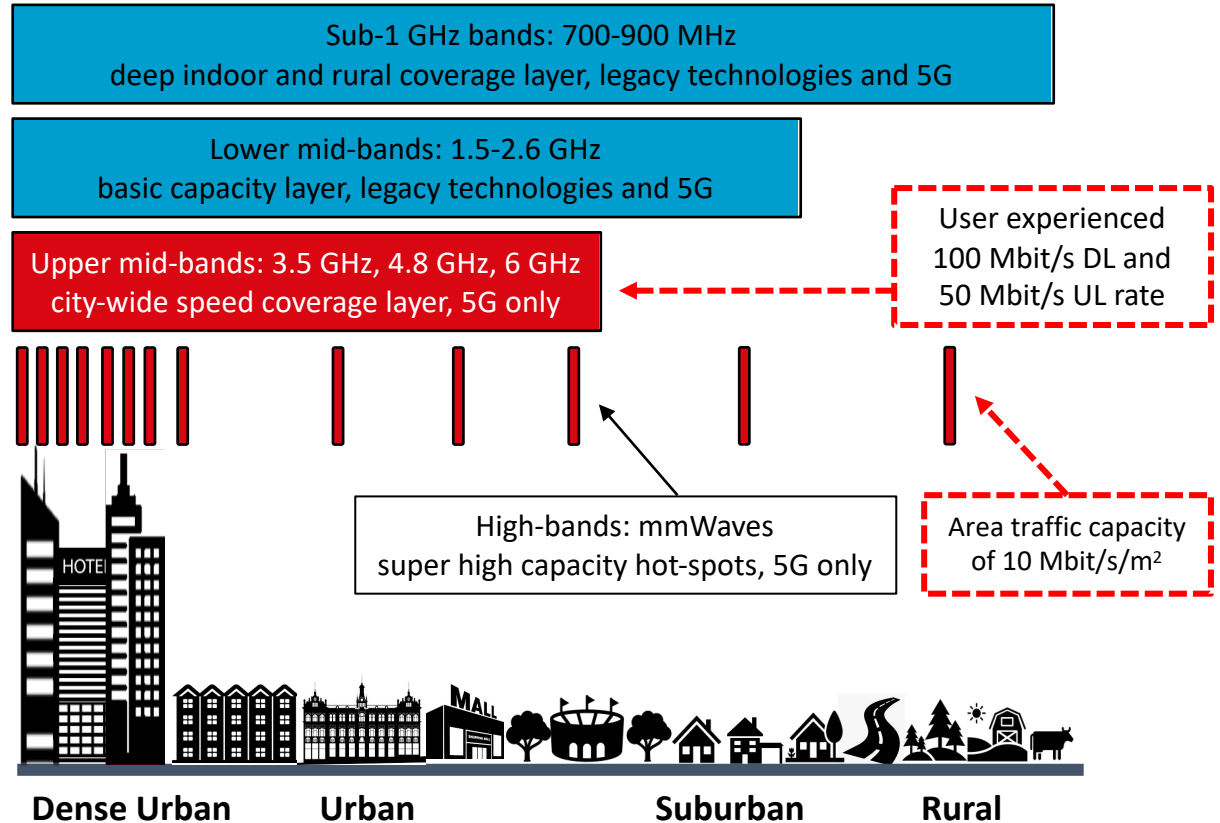 Sub-1 GHz bands: 700-900 MHz
deep indoor and rural coverage layer, legacy technologies and 5G
Lower mid-bands: 1.5-2.6 GHz
basic capacity layer, legacy technologies and 5G
Upper mid-bands: 3.5 GHz, 4.8 GHz, 6 GHz
city-wide speed coverage layer, 5G only
User experienced
100 Mbit/s DL and
50 Mbit/s UL rate
High-bands: mmWaves
super high capacity hot-spots, 5G only
Area traffic capacity
of 10 Mbit/s/m²
HOTE
MALL
Dense Urban
Urban
Suburban
Rural